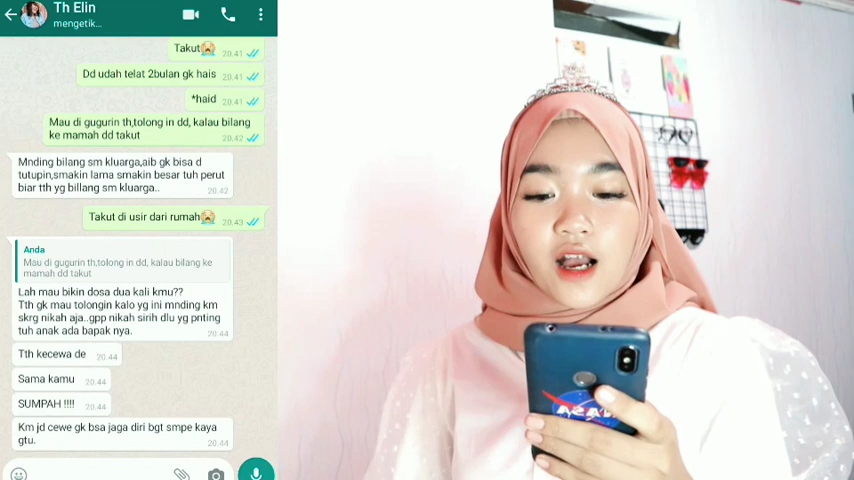 Th Elin
mengetik...
Takut😭 20.41
Dd udah telat 2bulan gk hais 20.41
*haid 20.41
Mau di gugurin th,tolong in dd, kalau bilang
ke mamah dd takut 20.42
Mnding bilang sm kluarga,aib gk bisa d
tutupin,smakin lama smakin besar tuh perut
biar tth yg billang sm kluarga.. 20.42
Takut di usir dari rumah😭 20.43
Anda
Mau di gugurin th,tolong in dd, kalau bilang ke
mamah dd takut
Lah mau bikin dosa dua kali kmu??
Tth gk mau tolongin kalo yg ini mnding km
skrg nikah aja..gpp nikah sirih dlu yg pnting
tuh anak ada bapak nya. 20.44
Tth kecewa de 20.44
Sama kamu 20.44
SUMPAH !!!! 20.44
Km jd cewe gk bsa jaga diri bgt smpe kaya
gtu. 20.44